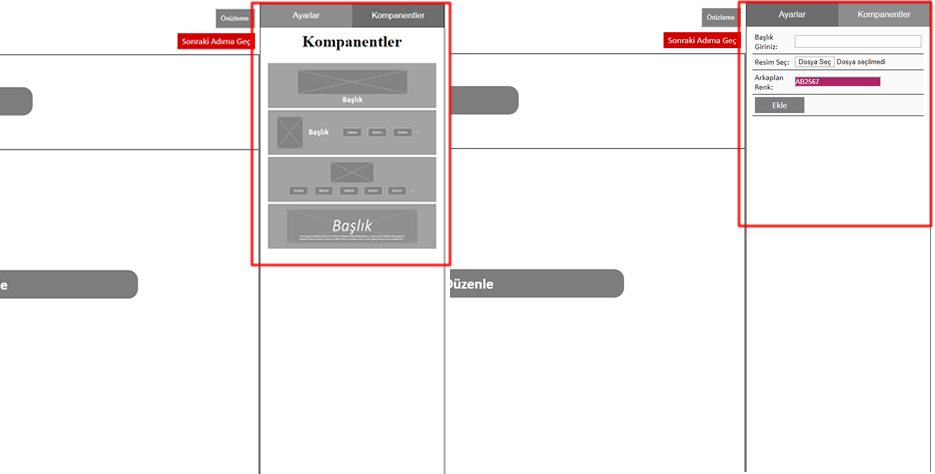 Önizleme
Sonraki Adıma Geç
e
Ayarlar Kompanentler
Kompanentler
Başlık
Başlık
Başlık
Önizleme
Sonraki Adıma Geç
Düzenle
Ayarlar Kompanentler
Başlık
Giriniz:
Resim Seç: Dosya Seç Dosya seçilmedi
Arkaplan
Renk: AB2567
Ekle